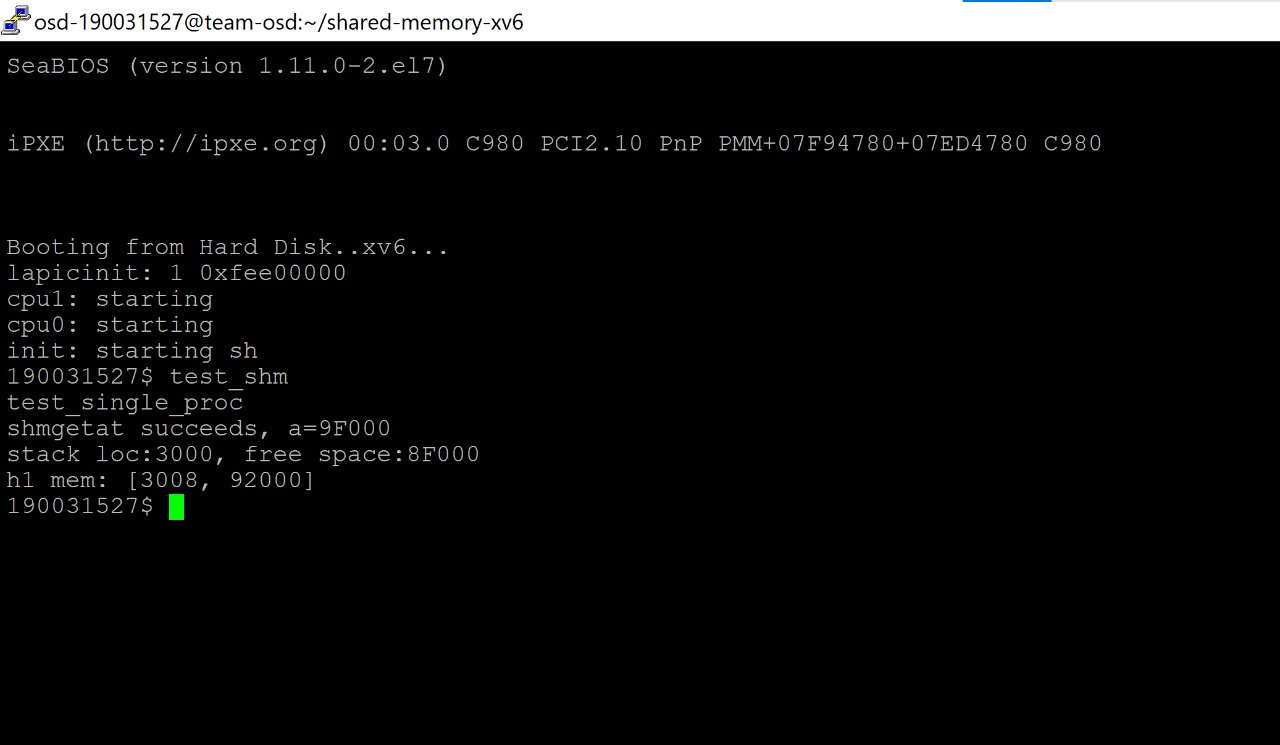 osd-190031527@team-osd:~/shared-memory-xv6
SeaBIOS (version 1.11.0-2.el7)
iPXE (http://ipxe.org) 00:03.0 C980 PCI2.10 PnP PMM+07F94780+07ED4780 C980
Booting from Hard Disk..xv6...
lapicinit: 1 0xfee00000
cpu1: starting
cpu0: starting
init: starting sh
190031527$ test_shm
test_single_proc
shmgetat succeeds, a=9F000
stack loc:3000, free space:8F000
h1 mem: [3008, 92000]
190031527$